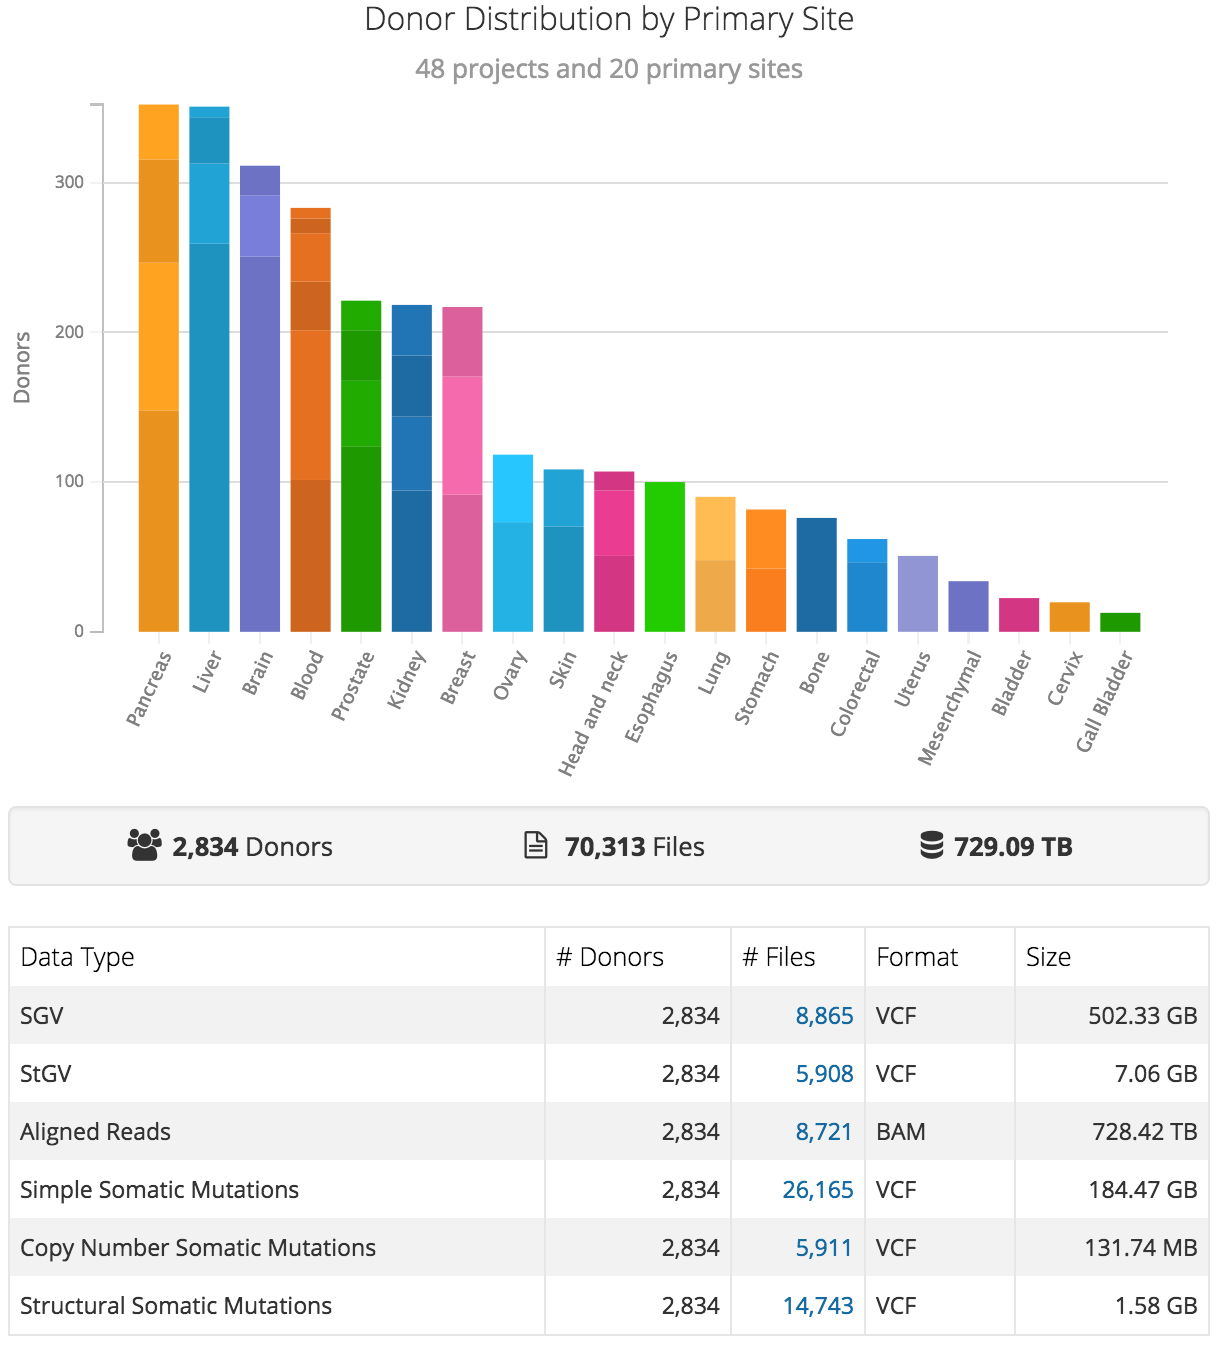 Donor Distribution by Primary Site
48 projects and 20 primary sites
Donors
300
200
100
0
Pancreas
Liver
Brain
Blood
Prostate
Kidney
Breast
Ovary
Skin
Head and neck
Esophagus
Lung
Stomach
Bone
Colorectal
Uterus
Mesenchymal
Bladder
Cervix
Gall Bladder
2,834 Donors 70,313 Files 729.09 TB
Data Type # Donors # Files Format Size
SGV 2,834 8,865 VCF 502.33 GB
StGV 2,834 5,908 VCF 7.06 GB
Aligned Reads 2,834 8,721 BAM 728.42 TB
Simple Somatic Mutations 2,834 26,165 VCF 184.47 GB
Copy Number Somatic Mutations 2,834 5,911 VCF 131.74 MB
Structural Somatic Mutations 2,834 14,743 VCF 1.58 GB